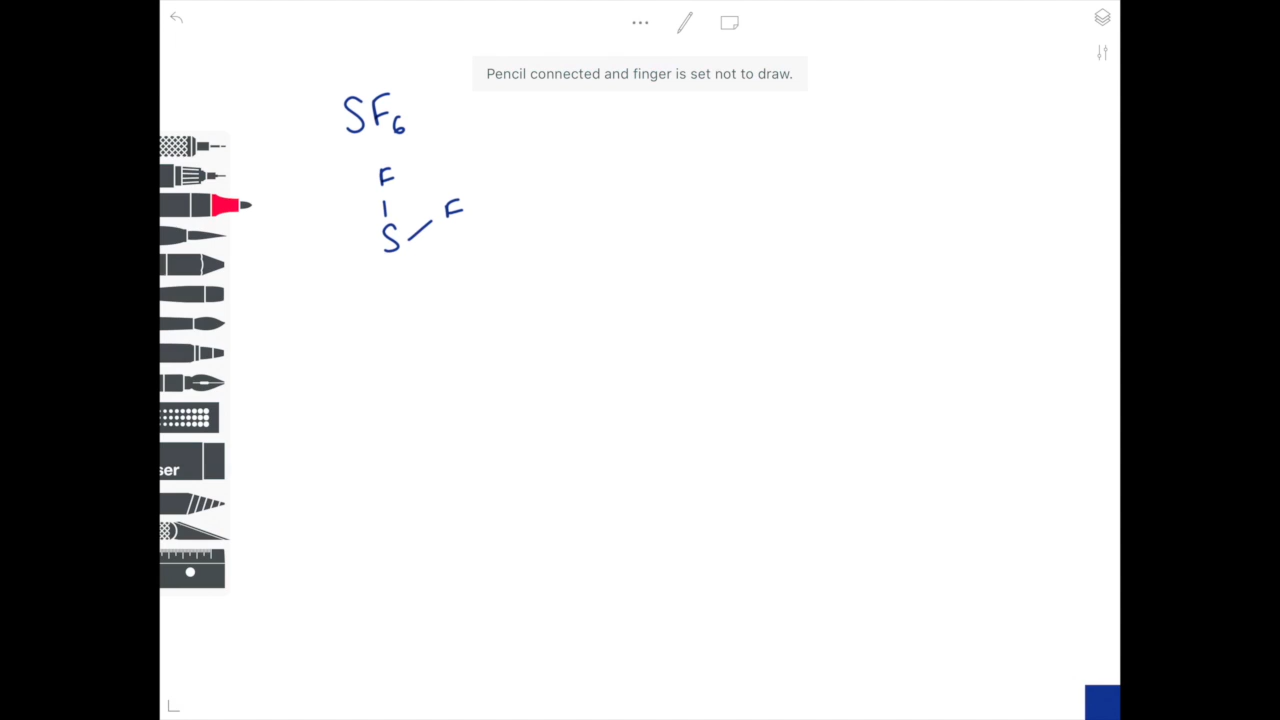 Pencil connected and finger is set not to draw.
SF₆
F
F
S
ser